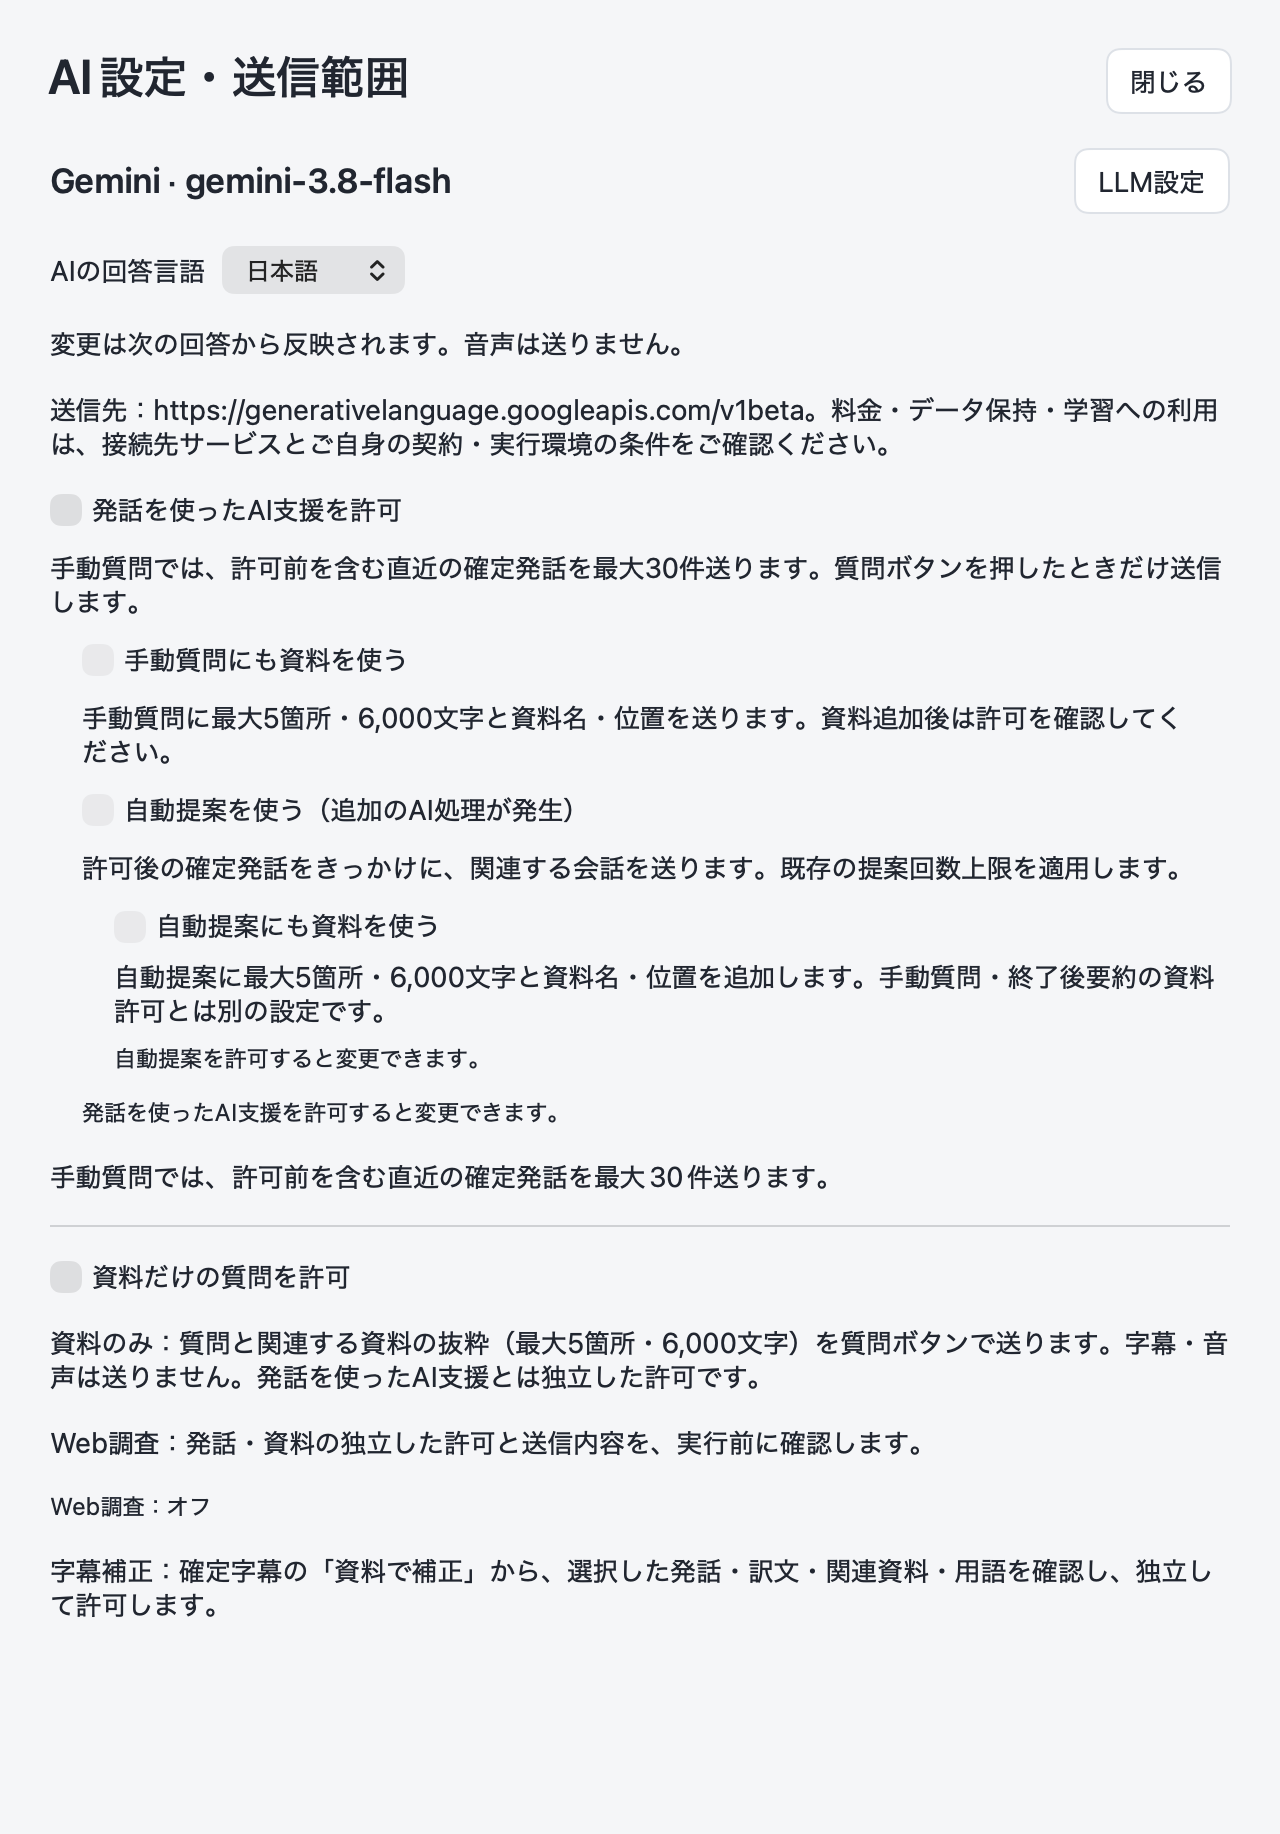 AI設定・送信範囲
閉じる
Gemini · gemini-3.8-flash
LLM設定
AIの回答言語 日本語
変更は次の回答から反映されます。音声は送りません。
送信先：https://generativelanguage.googleapis.com/v1beta。料金・データ保持・学習への利用
は、接続先サービスとご自身の契約・実行環境の条件をご確認ください。
発話を使ったAI支援を許可
手動質問では、許可前を含む直近の確定発話を最大30件送ります。質問ボタンを押したときだけ送信
します。
手動質問にも資料を使う
手動質問に最大5箇所・6,000文字と資料名・位置を送ります。資料追加後は許可を確認してく
ださい。
自動提案を使う（追加のAI処理が発生）
許可後の確定発話をきっかけに、関連する会話を送ります。既存の提案回数上限を適用します。
自動提案にも資料を使う
自動提案に最大5箇所・6,000文字と資料名・位置を追加します。手動質問・終了後要約の資料
許可とは別の設定です。
自動提案を許可すると変更できます。
発話を使ったAI支援を許可すると変更できます。
手動質問では、許可前を含む直近の確定発話を最大30件送ります。
資料だけの質問を許可
資料のみ：質問と関連する資料の抜粋（最大5箇所・6,000文字）を質問ボタンで送ります。字幕・音
声は送りません。発話を使ったAI支援とは独立した許可です。
Web調査：発話・資料の独立した許可と送信内容を、実行前に確認します。
Web調査：オフ
字幕補正：確定字幕の「資料で補正」から、選択した発話・訳文・関連資料・用語を確認し、独立し
て許可します。